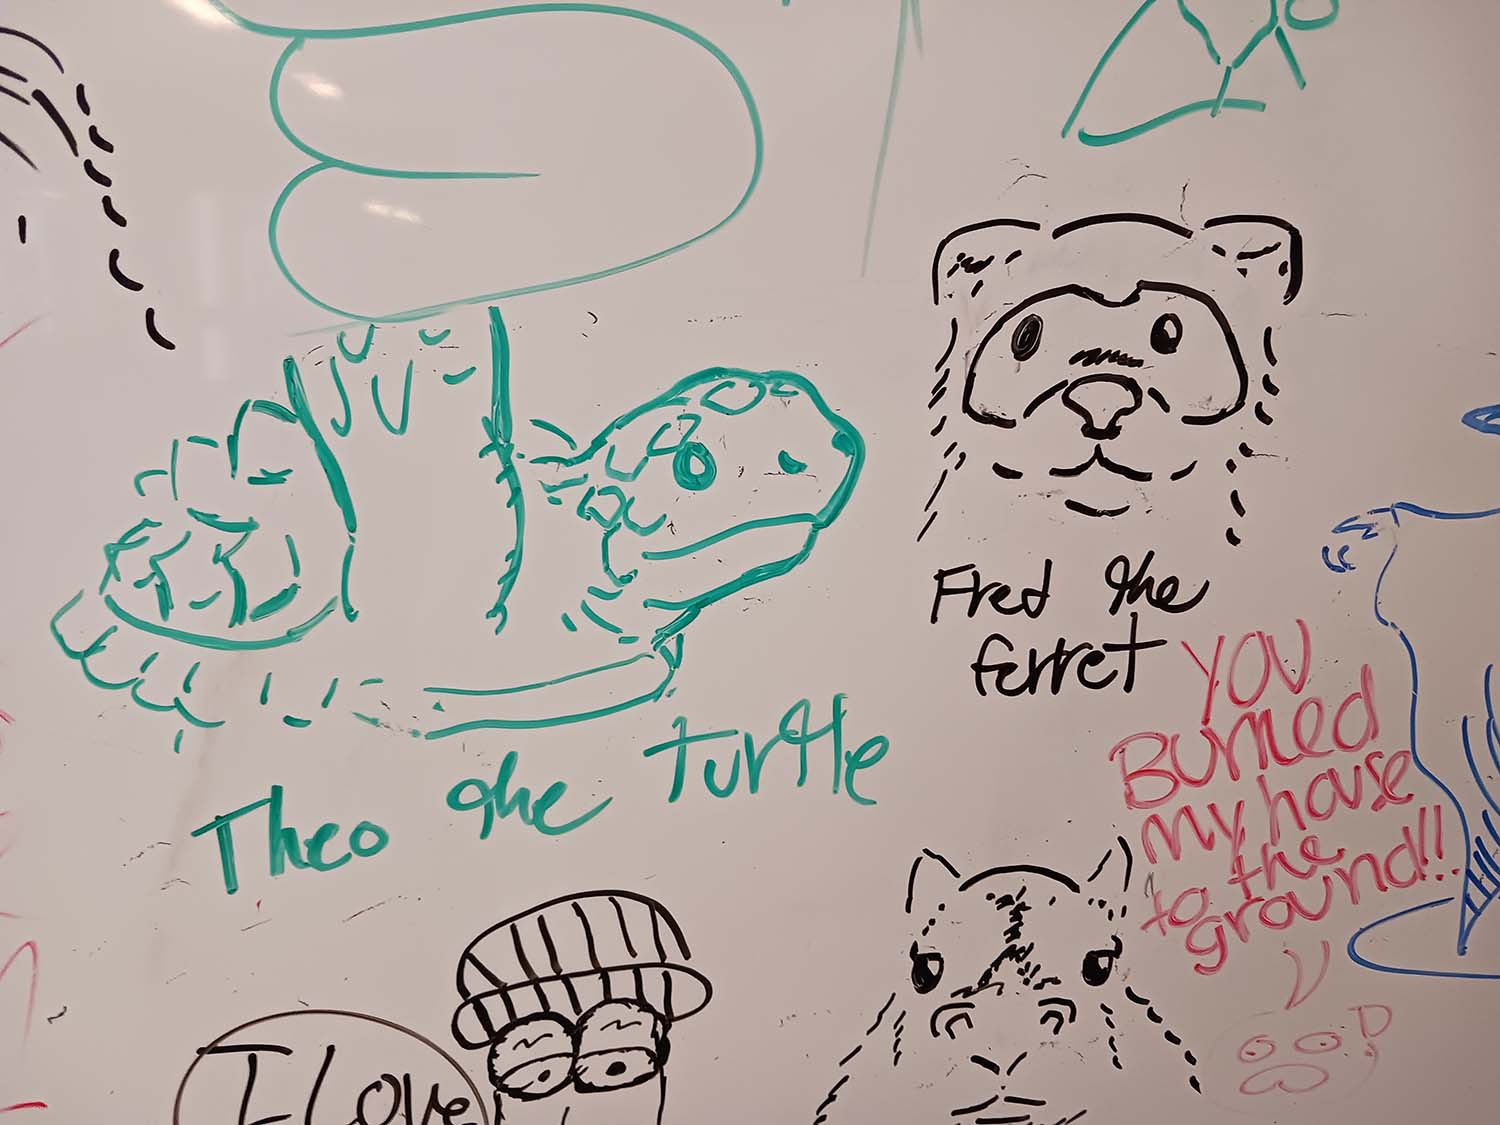 Fred the
ferret
Theo the turtle
YOU
BURNED
my house
to the
ground!!
I Love